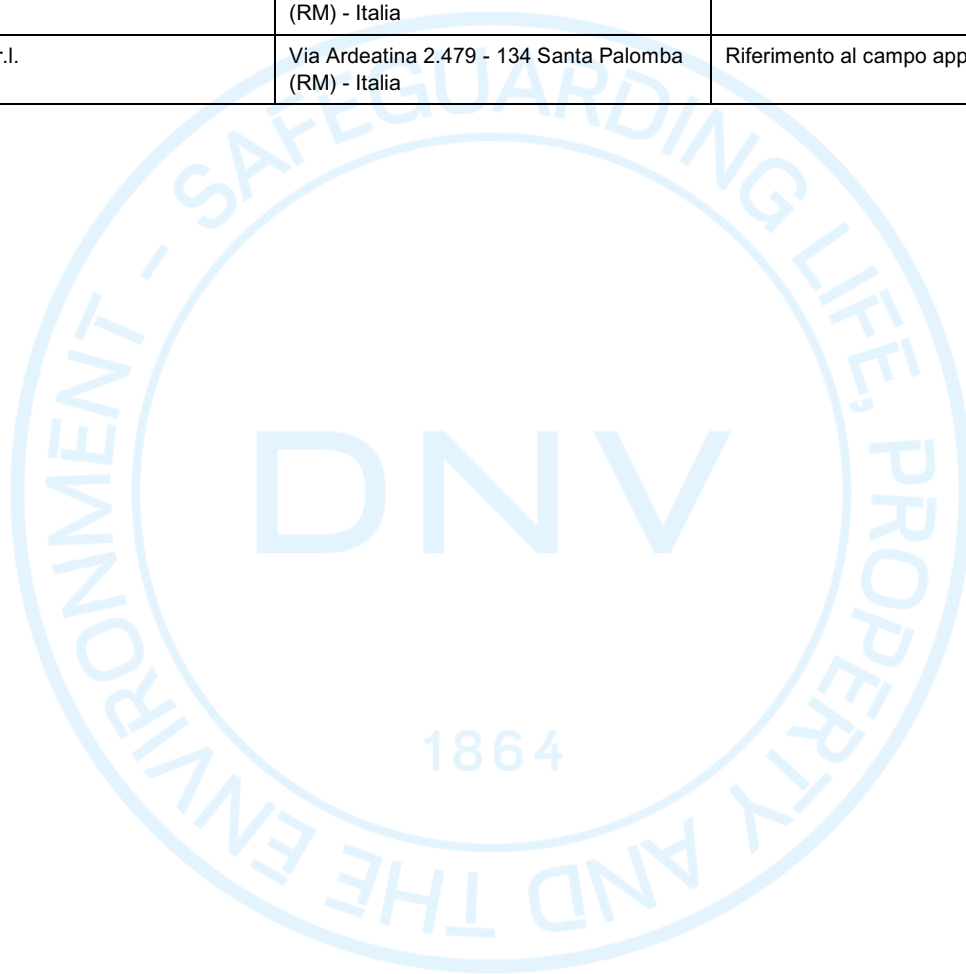 (RM) - Italia
r.l.
Via Ardeatina 2.479 - 134 Santa Palomba
Riferimento al campo app
(RM) - Italia
SAFEGUARDING LIFE, PROPERTY AND THE ENVIRONMENT -
DNV
1864